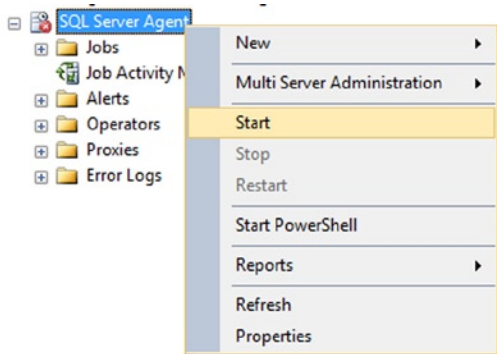 SQL Server Agent
Jobs
Job Activity
Alerts
Operators
Proxies
Error Logs
New
Multi Server Administration
Start
Stop
Restart
Start PowerShell
Reports
Refresh
Properties